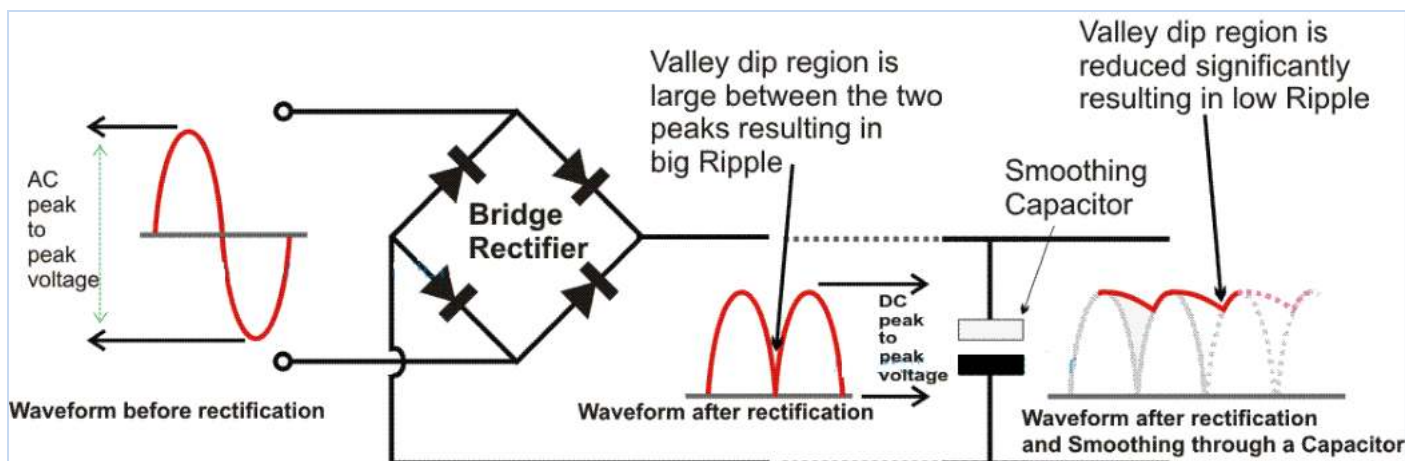 Valley dip region is
large between the two
peaks resulting in
big Ripple
Valley dip region is
reduced significantly
resulting in low Ripple
AC
peak
to
peak
voltage
Bridge
Rectifier
Smoothing
Capacitor
DC
peak
to
peak
voltage
Waveform before rectification
Waveform after rectification
Waveform after rectification
and Smoothing through a Capacitor